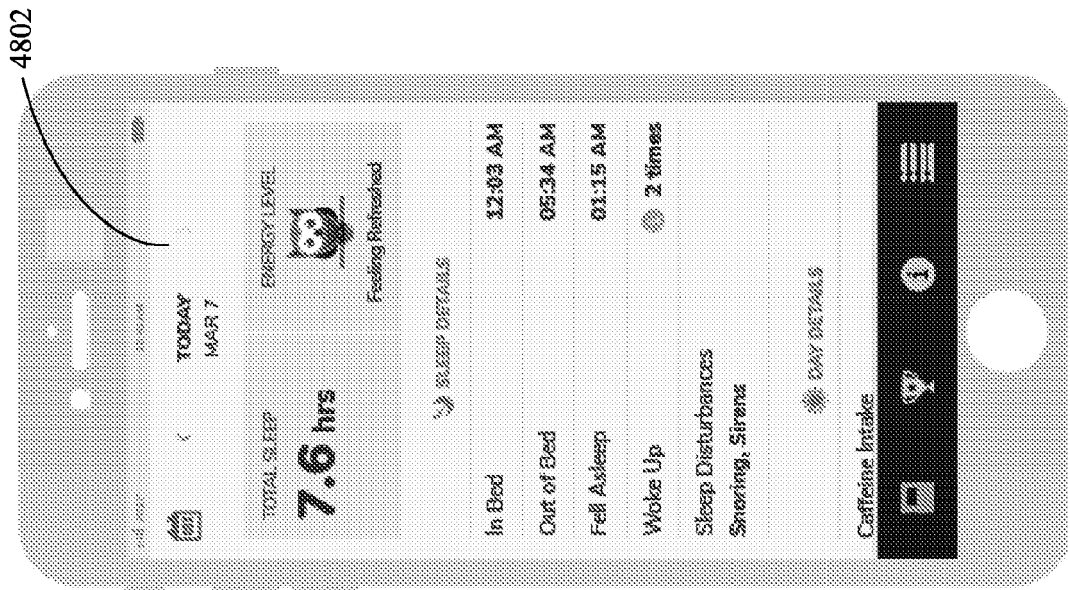 4802
TODAY
MAR 7
TOTAL SLEEP
7.6 hrs
ENERGY LEVEL
Feeling Refreshed
SLEEP DETAILS
In Bed 12:03 AM
Out of Bed 05:34 AM
Fell Asleep 01:15 AM
Woke Up 2 times
Sleep Disturbances
Snoring, Sirens
DAY DETAILS
Caffeine Intake